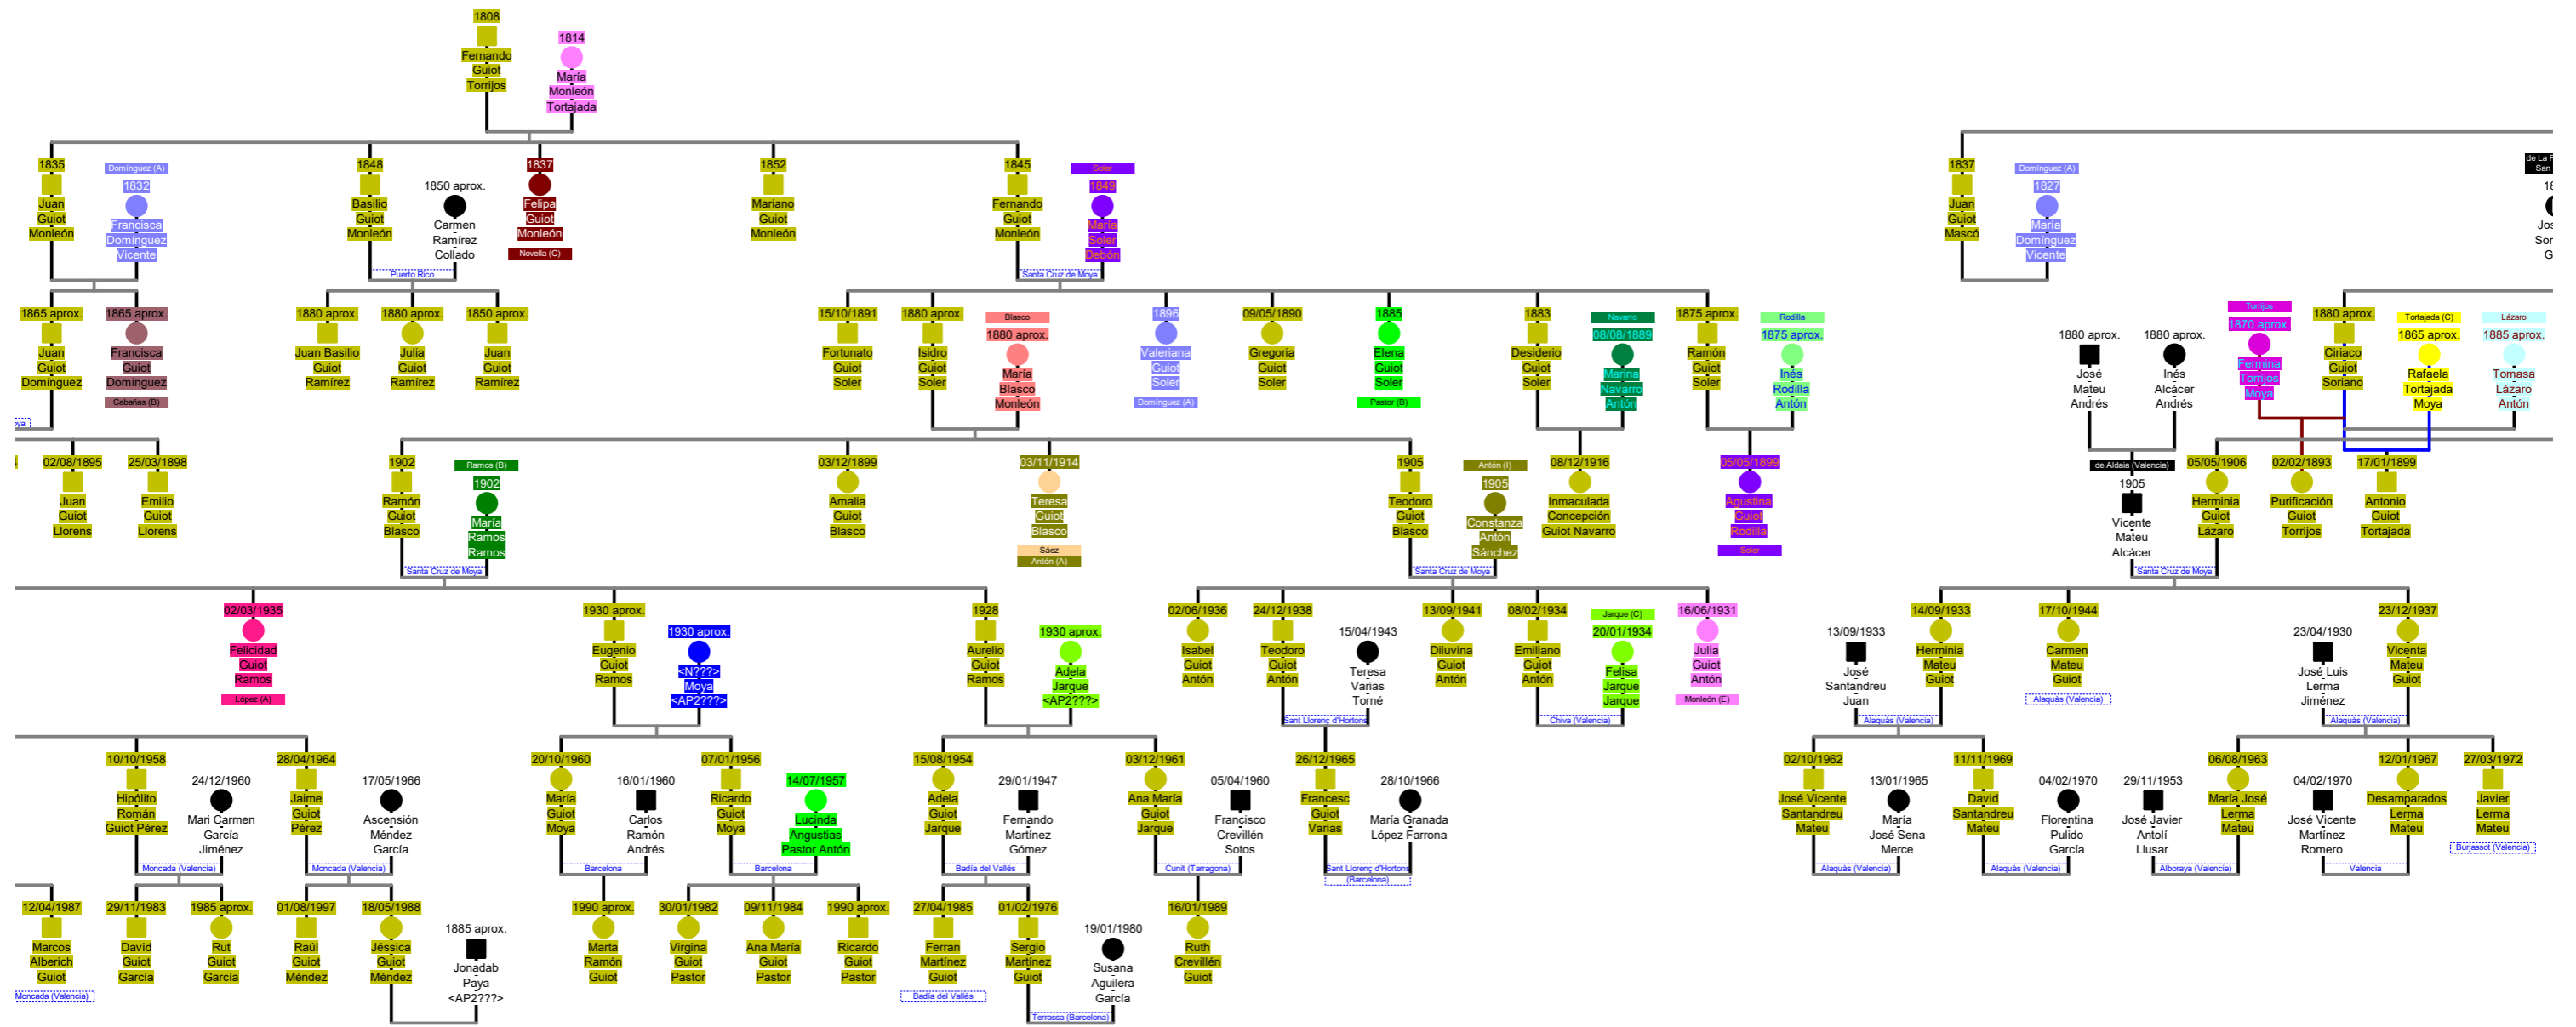 1808
Fernando
Guiot
Torrijos
1814
María
Monleón
Tortajada
1835
Juan
Guiot
Monleón
Domínguez (A)
1832
Francisca
Domínguez
Vicente
1848
Basilio
Guiot
Monleón
1850 aprox.
Carmen
Ramírez
Collado
Puerto Rico
1837
Felipa
Guiot
Monleón
Novella (C)
1852
Mariano
Guiot
Monleón
1845
Fernando
Guiot
Monleón
Soler
1849
María
Soler
Debón
Santa Cruz de Moya
1837
Juan
Guiot
Mascó
Domínguez (A)
1827
María
Domínguez
Vicente
de La P
San
18
Jos
Sor
G
1865 aprox.
Juan
Guiot
Domínguez
oya
1865 aprox.
Francisca
Guiot
Domínguez
Cabañas (B)
1880 aprox.
Juan Basilio
Guiot
Ramírez
1880 aprox.
Julia
Guiot
Ramírez
1850 aprox.
Juan
Guiot
Ramírez
15/10/1891
Fortunato
Guiot
Soler
1880 aprox.
Isidro
Guiot
Soler
Blasco
1880 aprox.
María
Blasco
Monleón
1896
Valeriana
Guiot
Soler
Domínguez (A)
09/05/1890
Gregoria
Guiot
Soler
1885
Elena
Guiot
Soler
Pastor (B)
1883
Desiderio
Guiot
Soler
Navarro
08/08/1889
Marina
Navarro
Antón
1875 aprox.
Ramón
Guiot
Soler
Rodilla
1875 aprox.
Inés
Rodilla
Antón
1880 aprox.
José
Mateu
Andrés
1880 aprox.
Inés
Alcácer
Andrés
Torrijos
1870 aprox.
Fermina
Torrijos
Moya
1880 aprox.
Ciriaco
Guiot
Soriano
Tortajada (C)
1865 aprox.
Rafaela
Tortajada
Moya
Lázaro
1885 aprox.
Tomasa
Lázaro
Antón
02/08/1895
Juan
Guiot
Llorens
25/03/1898
Emilio
Guiot
Llorens
1902
Ramón
Guiot
Blasco
Ramos (B)
1902
María
Ramos
Ramos
Santa Cruz de Moya
03/12/1899
Amalia
Guiot
Blasco
03/11/1914
Teresa
Guiot
Blasco
Sáez
Antón (A)
1905
Teodoro
Guiot
Blasco
Antón (I)
1905
Constanza
Antón
Sánchez
Santa Cruz de Moya
08/12/1916
Inmaculada
Concepción
Guiot Navarro
05/05/1899
Agustina
Guiot
Rodilla
Soler
de Aldaia (Valencia)
1905
Vicente
Mateu
Alcácer
05/05/1906
Herminia
Guiot
Lázaro
Santa Cruz de Moya
02/02/1893
Purificación
Guiot
Torrijos
17/01/1899
Antonio
Guiot
Tortajada
02/03/1935
Felicidad
Guiot
Ramos
López (A)
1930 aprox.
Eugenio
Guiot
Ramos
1930 aprox.
<N???>
Moya
<AP2???>
1928
Aurelio
Guiot
Ramos
1930 aprox.
Adela
Jarque
<AP2???>
02/06/1936
Isabel
Guiot
Antón
24/12/1938
Teodoro
Guiot
Antón
15/04/1943
Teresa
Varias
Torné
Sant Llorenç d'Hortons
13/09/1941
Diluvina
Guiot
Antón
08/02/1934
Emiliano
Guiot
Antón
Jarque (C)
20/01/1934
Felisa
Jarque
Jarque
Chiva (Valencia)
16/06/1931
Julia
Guiot
Antón
Monleón (E)
13/09/1933
José
Santandreu
Juan
14/09/1933
Herminia
Mateu
Guiot
Alaquàs (Valencia)
17/10/1944
Carmen
Mateu
Guiot
Alaquàs (Valencia)
23/04/1930
José Luis
Lerma
Jiménez
23/12/1937
Vicenta
Mateu
Guiot
Alaquàs (Valencia)
10/10/1958
Hipólito
Román
Guiot Pérez
24/12/1960
Mari Carmen
García
Jiménez
Moncada (Valencia)
28/04/1964
Jaime
Guiot
Pérez
17/05/1966
Ascensión
Méndez
García
Moncada (Valencia)
20/10/1960
María
Guiot
Moya
16/01/1960
Carlos
Ramón
Andrés
Barcelona
07/01/1956
Ricardo
Guiot
Moya
14/07/1957
Lucinda
Angustias
Pastor Antón
Barcelona
15/08/1954
Adela
Guiot
Jarque
29/01/1947
Fernando
Martínez
Gómez
Badía del Vallés
03/12/1961
Ana María
Guiot
Jarque
05/04/1960
Francisco
Crevillén
Sotos
Cunit (Tarragona)
26/12/1965
Francesc
Guiot
Varias
28/10/1966
María Granada
López Farrona
Sant Llorenç d'Hortons
(Barcelona)
02/10/1962
José Vicente
Santandreu
Mateu
13/01/1965
María
José Sena
Merce
Alaquàs (Valencia)
11/11/1969
David
Santandreu
Mateu
04/02/1970
Florentina
Pulido
García
Alaquàs (Valencia)
29/11/1953
José Javier
Antolí
Llusar
06/08/1963
María José
Lerma
Mateu
Alboraya (Valencia)
04/02/1970
José Vicente
Martínez
Romero
12/01/1967
Desamparados
Lerma
Mateu
Valencia
27/03/1972
Javier
Lerma
Mateu
Burjassot (Valencia)
12/04/1987
Marcos
Alberich
Guiot
Moncada (Valencia)
29/11/1983
David
Guiot
García
1985 aprox.
Rut
Guiot
García
01/08/1997
Raúl
Guiot
Méndez
18/05/1988
Jéssica
Guiot
Méndez
1885 aprox.
Jonadab
Paya
<AP2???>
1990 aprox.
Marta
Ramón
Guiot
30/01/1982
Virgina
Guiot
Pastor
09/11/1984
Ana María
Guiot
Pastor
1990 aprox.
Ricardo
Guiot
Pastor
27/04/1985
Ferran
Martínez
Guiot
Badía del Vallés
01/02/1976
Sergio
Martínez
Guiot
19/01/1980
Susana
Aguilera
García
Terrassa (Barcelona)
16/01/1989
Ruth
Crevillén
Guiot